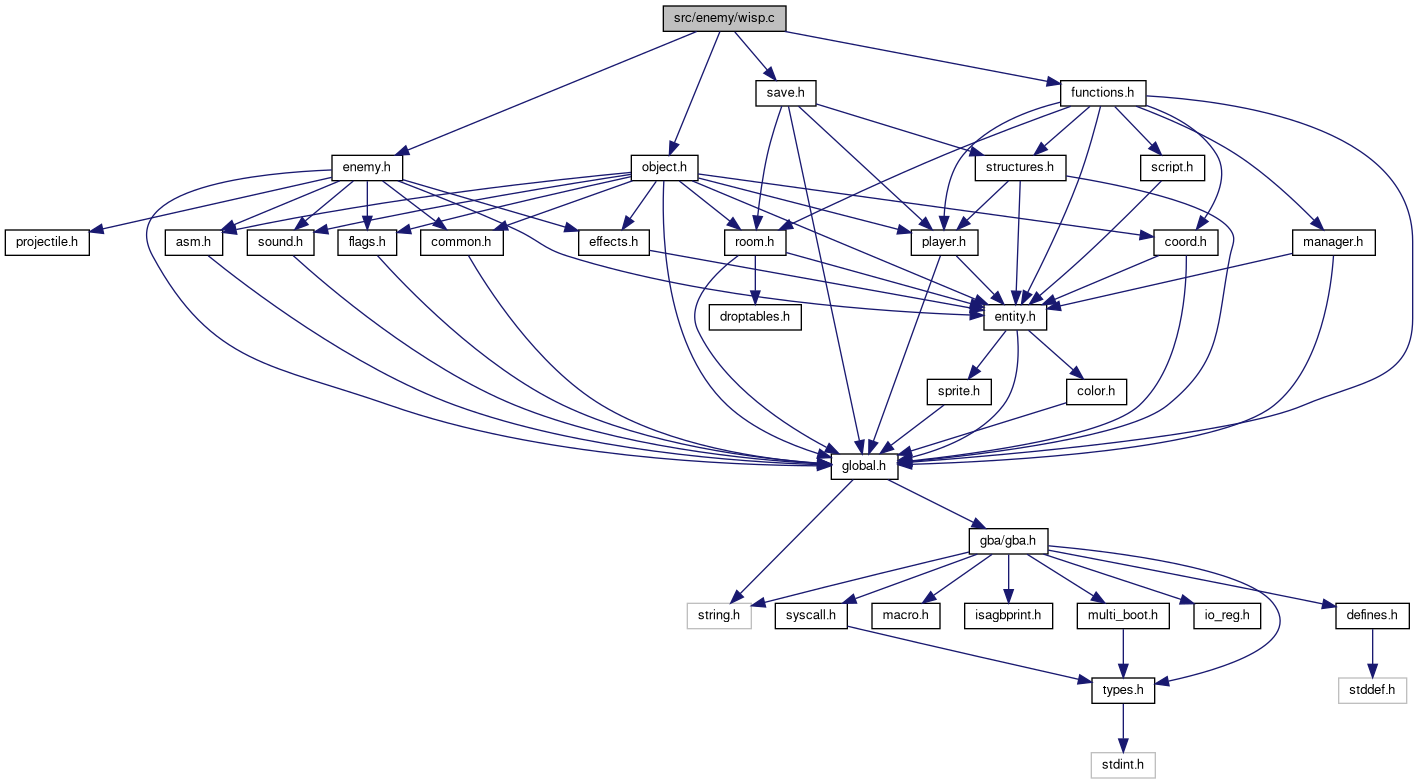 src/enemy/wisp.c
save.h
functions.h
enemy.h
object.h
structures.h
script.h
projectile.h
asm.h
sound.h
flags.h
common.h
effects.h
room.h
player.h
coord.h
manager.h
droptables.h
entity.h
sprite.h
color.h
global.h
gba/gba.h
string.h
syscall.h
macro.h
isagbprint.h
multi_boot.h
io_reg.h
defines.h
types.h
stddef.h
stdint.h